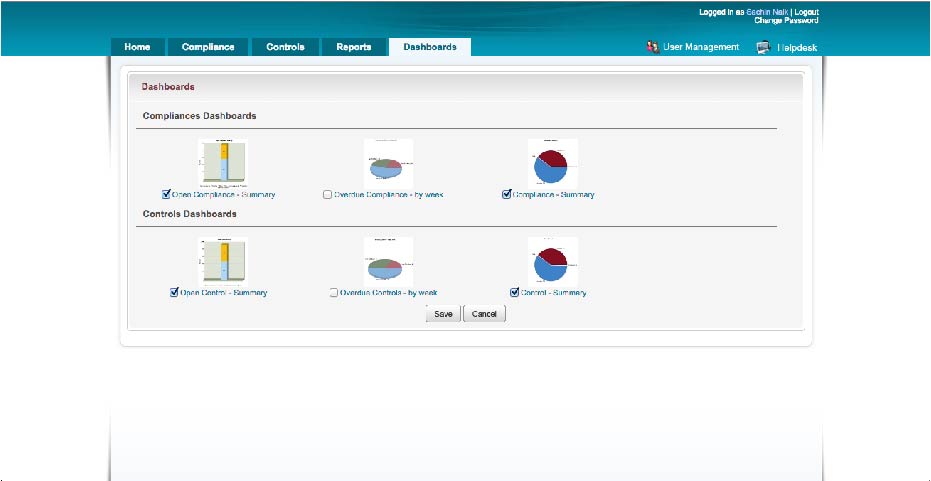 Logged in as Sachin Naik | Logout
Change Password
Home Compliance Controls Reports Dashboards User Management Helpdesk
Dashboards
Compliances Dashboards
Open Compliance - Summary Overdue Compliance - by week Compliance - Summary
Controls Dashboards
Open Control - Summary Overdue Controls - by week Control - Summary
Save Cancel